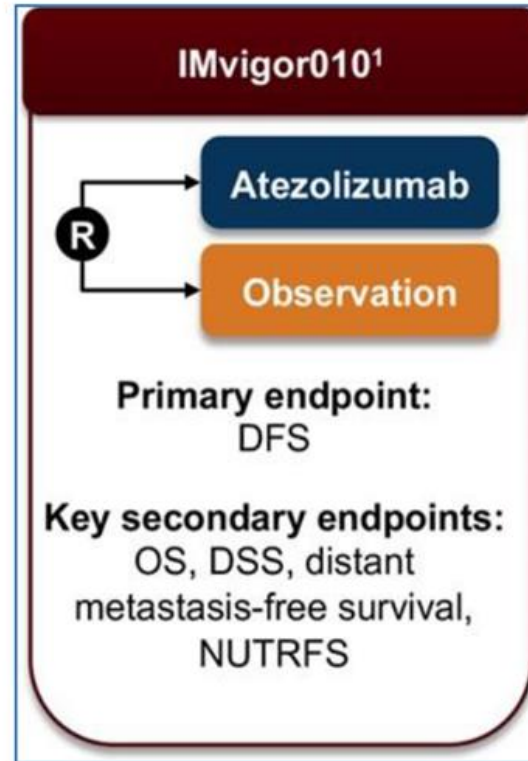 IMvigor010¹
Atezolizumab
R
Observation
Primary endpoint:
DFS
Key secondary endpoints:
OS, DSS, distant
metastasis-free survival,
NUTRFS